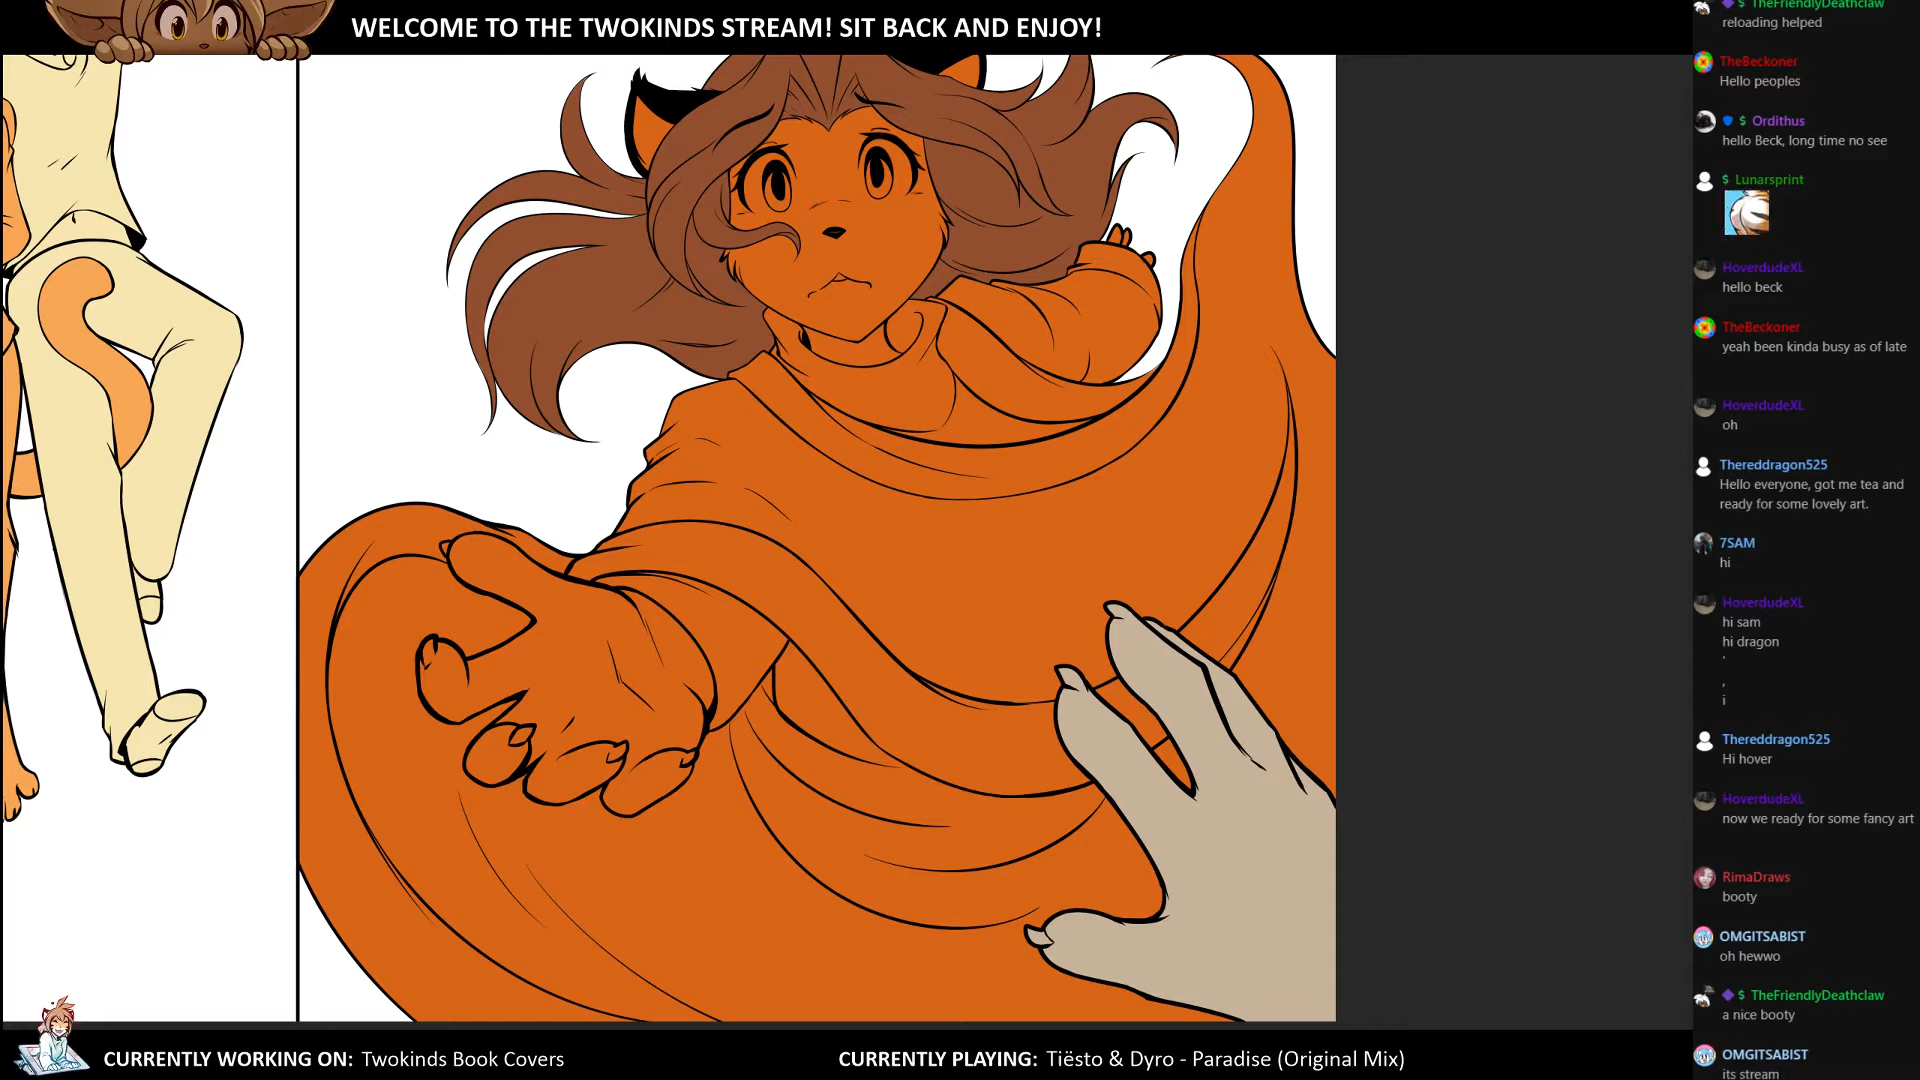 WELCOME TO THE TWOKINDS STREAM! SIT BACK AND ENJOY!
$ TheFriendlyDeathclaw
reloading helped
TheBeckoner
Hello peoples
$ Ordithus
hello Beck, long time no see
$ Lunarsprint
HoverdudeXL
hello beck
TheBeckoner
yeah been kinda busy as of late
HoverdudeXL
oh
Thereddragon525
Hello everyone, got me tea and
ready for some lovely art.
7SAM
hi
HoverdudeXL
hi sam
hi dragon
'
,
i
Thereddragon525
Hi hover
HoverdudeXL
now we ready for some fancy art
RimaDraws
booty
OMGITSABIST
oh hewwo
$ TheFriendlyDeathclaw
a nice booty
OMGITSABIST
its stream
CURRENTLY WORKING ON: Twokinds Book Covers
CURRENTLY PLAYING: Tiësto & Dyro - Paradise (Original Mix)